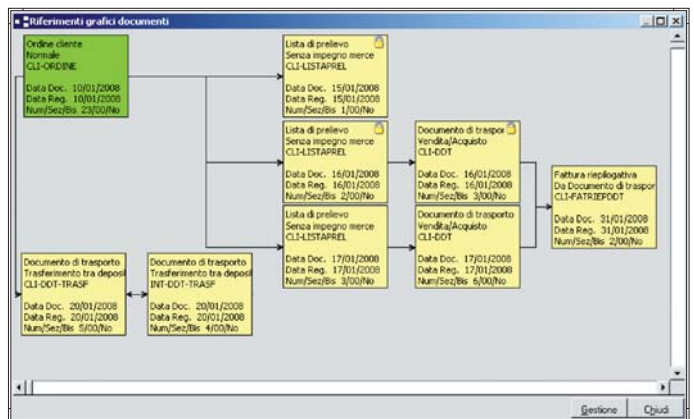 Riferimenti grafici documenti
Ordine cliente
Normale
CLI-ORDINE
Data Doc. 10/01/2008
Data Reg. 10/01/2008
Num/Sez/Bis 23/00/No
Lista di prelievo
Senza impegno merce
CLI-LISTAPREL
Data Doc. 15/01/2008
Data Reg. 15/01/2008
Num/Sez/Bis 1/00/No
Lista di prelievo
Senza impegno merce
CLI-LISTAPREL
Data Doc. 16/01/2008
Data Reg. 16/01/2008
Num/Sez/Bis 2/00/No
Documento di traspor
Vendita/Acquisto
CLI-DDT
Data Doc. 16/01/2008
Data Reg. 16/01/2008
Num/Sez/Bis 3/00/No
Fattura riepilogativa
Da Documento di traspor
CLI-FATRIEPDDT
Data Doc. 31/01/2008
Data Reg. 31/01/2008
Num/Sez/Bis 2/00/No
Lista di prelievo
Senza impegno merce
CLI-LISTAPREL
Data Doc. 17/01/2008
Data Reg. 17/01/2008
Num/Sez/Bis 3/00/No
Documento di trasporto
Vendita/Acquisto
CLI-DDT
Data Doc. 17/01/2008
Data Reg. 17/01/2008
Num/Sez/Bis 6/00/No
Documento di trasporto
Trasferimento tra deposi
CLI-DDT-TRASF
Data Doc. 20/01/2008
Data Reg. 20/01/2008
Num/Sez/Bis 5/00/No
Documento di trasporto
Trasferimento tra deposi
INT-DDT-TRASF
Data Doc. 20/01/2008
Data Reg. 20/01/2008
Num/Sez/Bis 4/00/No
Gestione
Chiudi